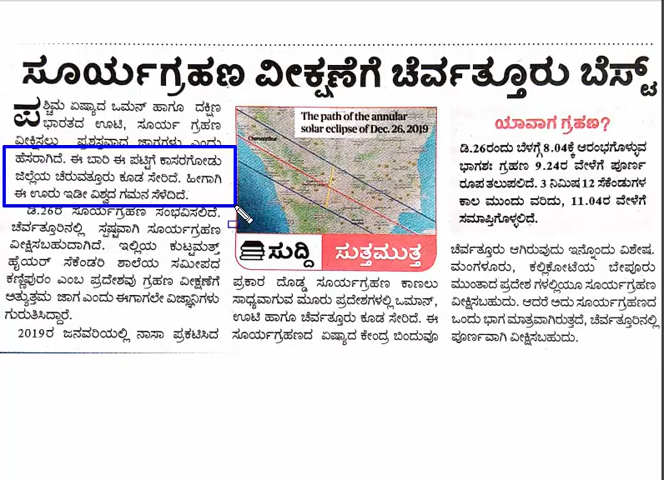 ಸೂರ್ಯಗ್ರಹಣ ವೀಕ್ಷಣೆಗೆ ಚೆರ್ವತ್ತೂರು ಬೆಸ್ಟ್
ಪಶ್ಚಿಮ ಏಷ್ಯಾದ ಒಮನ್ ಹಾಗೂ ದಕ್ಷಿಣ
ಭಾರತದ ಊಟಿ, ಸೂರ್ಯ ಗ್ರಹಣ
ವೀಕ್ಷಿಸಲು ಪ್ರಶಸ್ತವಾದ ಜಾಗಗಳು ಎಂದು
ಹೆಸರಾಗಿದೆ. ಈ ಬಾರಿ ಈ ಪಟ್ಟಿಗೆ ಕಾಸರಗೋಡು
ಜಿಲ್ಲೆಯ ಚೆರುವತ್ತೂರು ಕೂಡ ಸೇರಿದೆ. ಹೀಗಾಗಿ
ಈ ಊರು ಇಡೀ ವಿಶ್ವದ ಗಮನ ಸೆಳೆದಿದೆ.
ಡಿ.26ರ ಸೂರ್ಯಗ್ರಹಣ ಸಂಭವಿಸಲಿದೆ.
ಚೆರ್ವತ್ತೂರಿನಲ್ಲಿ ಸ್ಪಷ್ಟವಾಗಿ ಸೂರ್ಯಗ್ರಹಣ
ವೀಕ್ಷಿಸಬಹುದಾಗಿದೆ. ಇಲ್ಲಿಯ ಕುಟ್ಟಮತ್ತ್
ಹೈಯರ್ ಸೆಕೆಂಡರಿ ಶಾಲೆಯ ಸಮೀಪದ
ಕಣ್ಣಿಪುರಂ ಎಂಬ ಪ್ರದೇಶವು ಗ್ರಹಣ ವೀಕ್ಷಣೆಗೆ
ಅತ್ಯುತ್ತಮ ಜಾಗ ಎಂದು ಈಗಾಗಲೇ ವಿಜ್ಞಾನಿಗಳು
ಗುರುತಿಸಿದ್ದಾರೆ.
2019ರ ಜನವರಿಯಲ್ಲಿ ನಾಸಾ ಪ್ರಕಟಿಸಿದ
The path of the annular
solar eclipse of Dec. 26, 2019
ಸುದ್ದಿ ಸುತ್ತಮುತ್ತ
ಪ್ರಕಾರ ದೊಡ್ಡ ಸೂರ್ಯಗ್ರಹಣ ಕಾಣಲು
ಸಾಧ್ಯವಾಗುವ ಮೂರು ಪ್ರದೇಶಗಳಲ್ಲಿ ಒಮಾನ್,
ಊಟಿ ಹಾಗೂ ಚೆರ್ವತ್ತೂರು ಕೂಡ ಸೇರಿದೆ. ಈ
ಸೂರ್ಯಗ್ರಹಣದ ಏಷ್ಯಾದ ಕೇಂದ್ರ ಬಿಂದುವೂ
ಯಾವಾಗ ಗ್ರಹಣ?
ಡಿ.26ರಂದು ಬೆಳಗ್ಗೆ 8.04ಕ್ಕೆ ಆರಂಭಗೊಳ್ಳುವ
ಭಾಗಶಃ ಗ್ರಹಣ 9.24ರ ವೇಳೆಗೆ ಪೂರ್ಣ
ರೂಪ ತಲುಪಲಿದೆ. 3 ನಿಮಿಷ 12 ಸೆಕೆಂಡುಗಳ
ಕಾಲ ಮುಂದು ವರಿದು, 11.04ರ ವೇಳೆಗೆ
ಸಮಾಪ್ತಿಗೊಳ್ಳಲಿದೆ.
ಚೆರ್ವತ್ತೂರು ಆಗಿರುವುದು ಇನ್ನೊಂದು ವಿಶೇಷ.
ಮಂಗಳೂರು, ಕಲ್ಲಿಕೋಟೆಯ ಬೇಪೂರು
ಮುಂತಾದ ಪ್ರದೇಶ ಗಳಲ್ಲಿಯೂ ಸೂರ್ಯಗ್ರಹಣ
ವೀಕ್ಷಿಸಬಹುದು. ಆದರೆ ಅದು ಸೂರ್ಯಗ್ರಹಣದ
ಒಂದು ಭಾಗ ಮಾತ್ರವಾಗಿರುತ್ತದೆ, ಚೆರ್ವತ್ತೂರಿನಲ್ಲಿ
ಪೂರ್ಣವಾಗಿ ವೀಕ್ಷಿಸಬಹುದು.